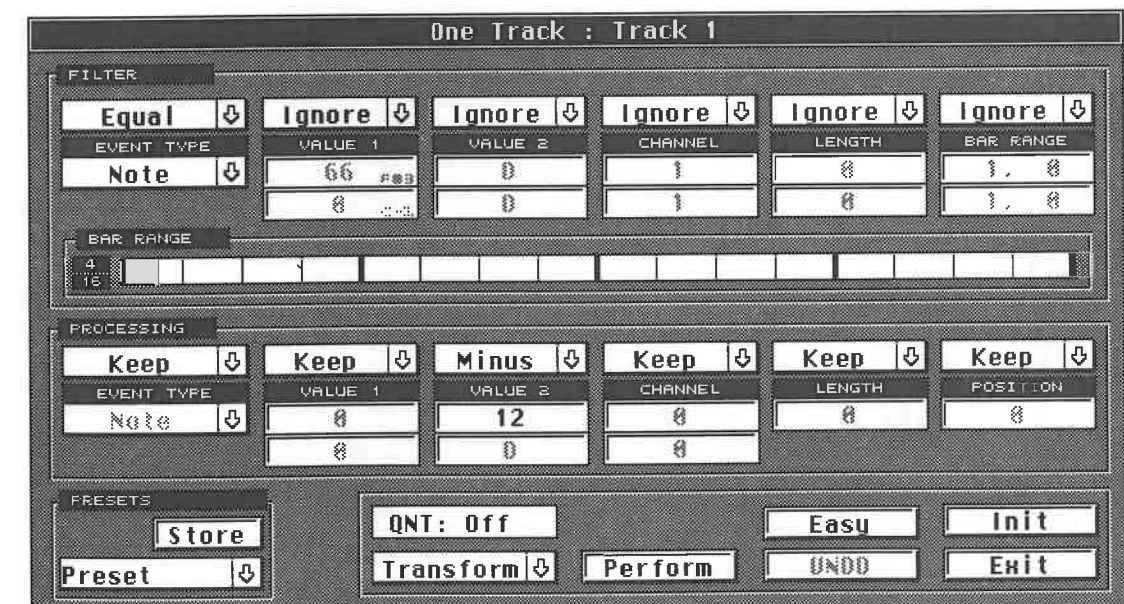 One Track : Track 1
FILTER
Equal Ignore Ignore Ignore Ignore Ignore
EVENT TYPE VALUE 1 VALUE 2 CHANNEL LENGTH BAR RANGE
Note 66 F#3 0 1 0 1. 0
0 C-2 0 1 0 1. 0
BAR RANGE
4
16
PROCESSING
Keep Keep Minus Keep Keep Keep
EVENT TYPE VALUE 1 VALUE 2 CHANNEL LENGTH POSITION
Note 0 12 0 0 0
0 0 0
PRESETS
Store QNT: Off Easy Init
Preset Transform Perform UNDO Exit